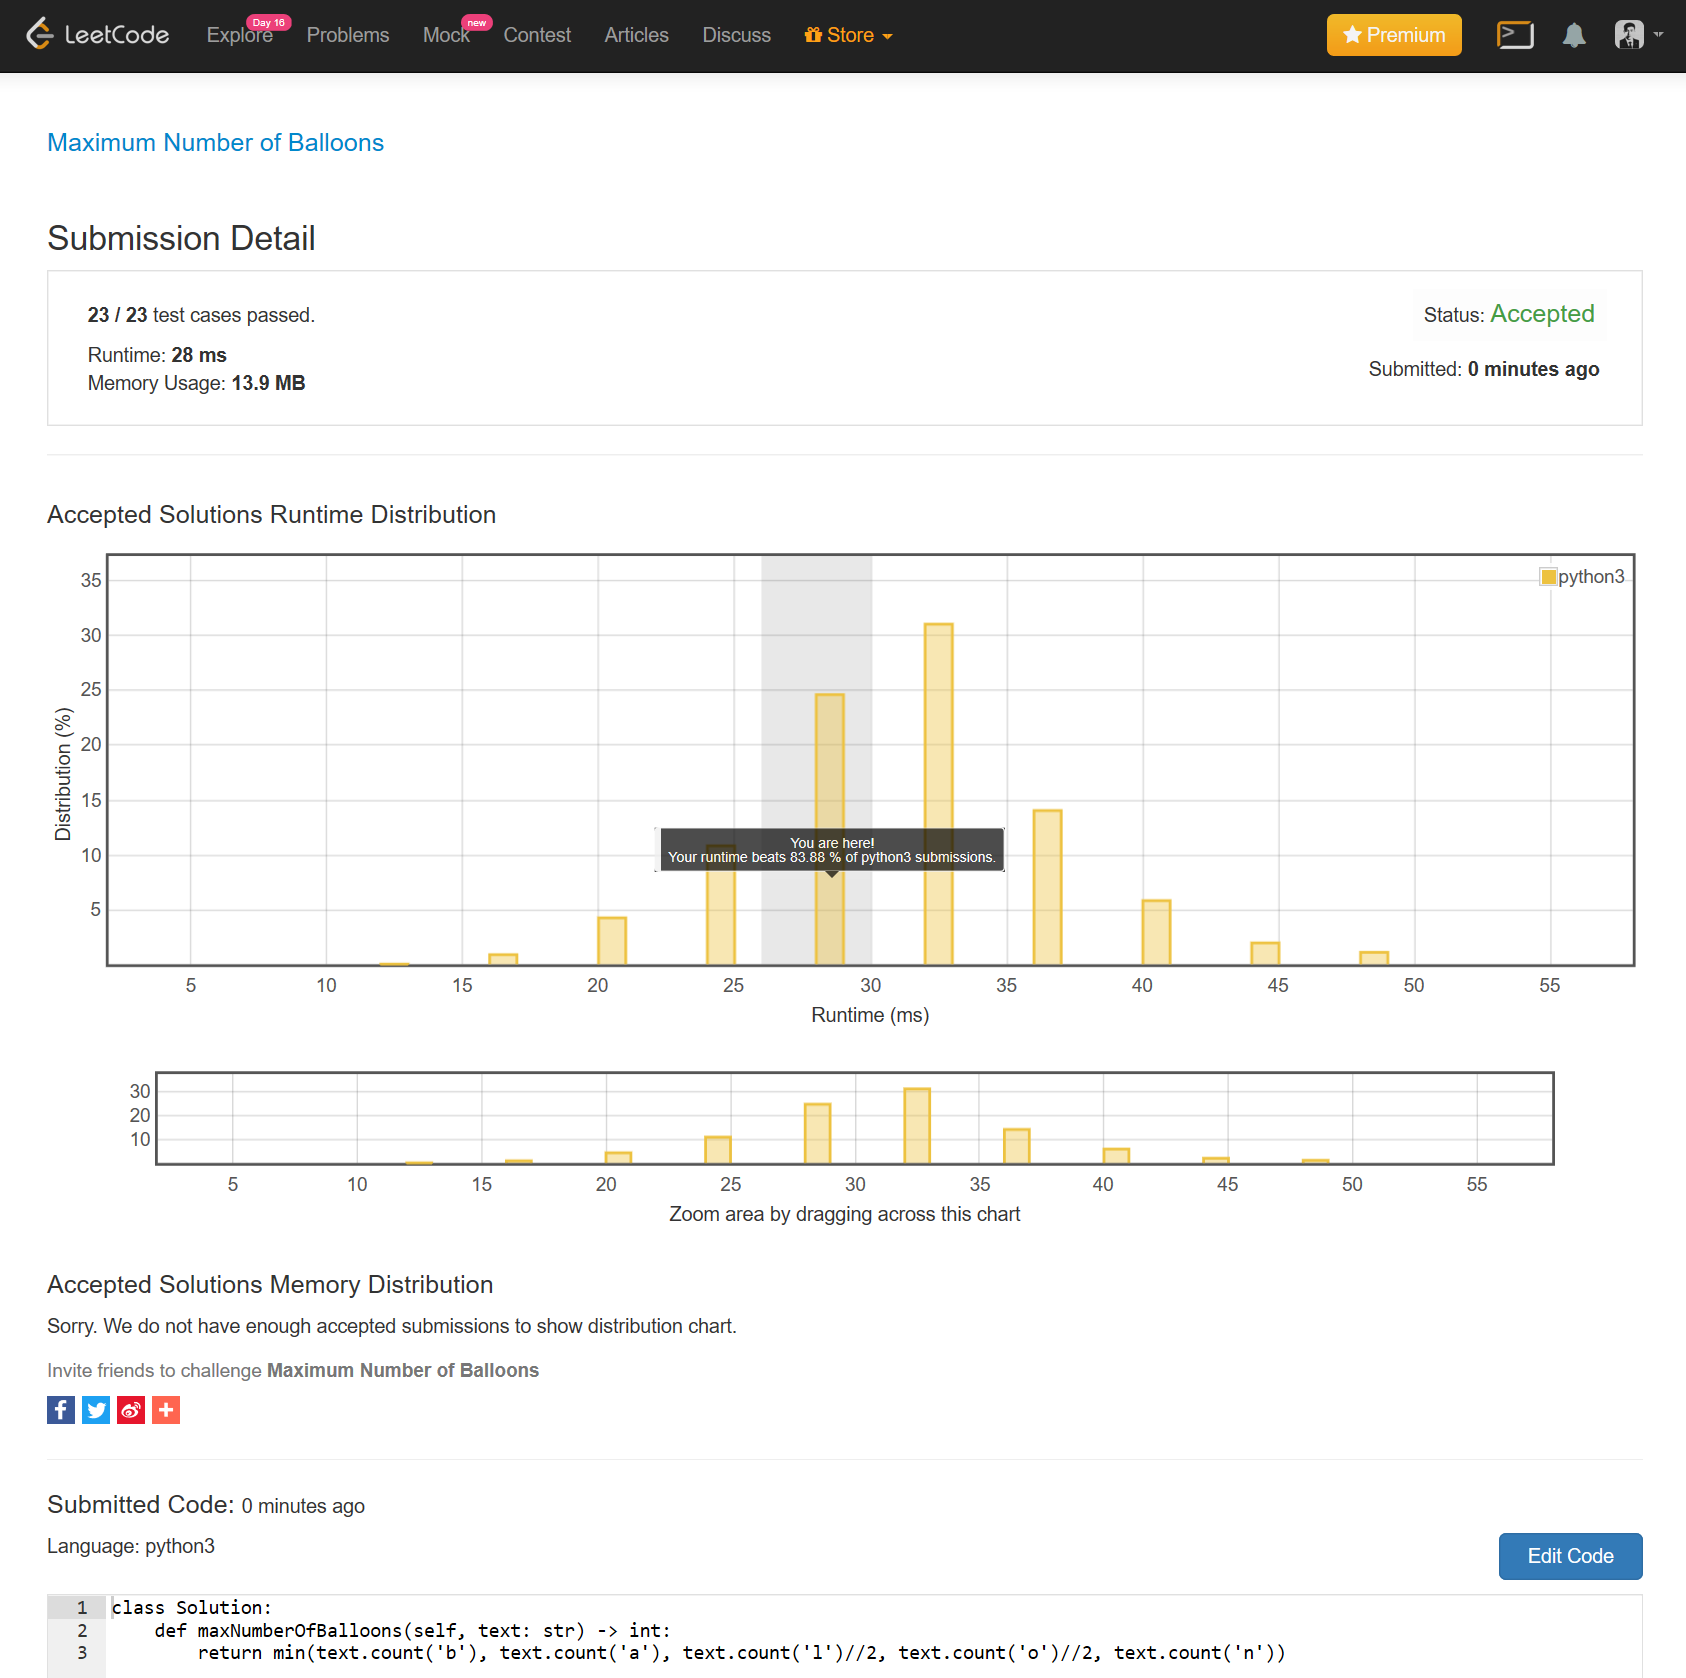 LeetCode Explore Day 16 Problems Mock new Contest Articles Discuss Store Premium
Maximum Number of Balloons
Submission Detail
23 / 23 test cases passed.
Status: Accepted
Runtime: 28 ms
Memory Usage: 13.9 MB
Submitted: 0 minutes ago
Accepted Solutions Runtime Distribution
python3
35
30
25
20
15
10
5
Distribution (%)
You are here!
Your runtime beats 83.88 % of python3 submissions.
5 10 15 20 25 30 35 40 45 50 55
Runtime (ms)
30
20
10
5 10 15 20 25 30 35 40 45 50 55
Zoom area by dragging across this chart
Accepted Solutions Memory Distribution
Sorry. We do not have enough accepted submissions to show distribution chart.
Invite friends to challenge Maximum Number of Balloons
Submitted Code: 0 minutes ago
Language: python3
Edit Code
1 class Solution:
2     def maxNumberOfBalloons(self, text: str) -> int:
3         return min(text.count('b'), text.count('a'), text.count('l')//2, text.count('o')//2, text.count('n'))